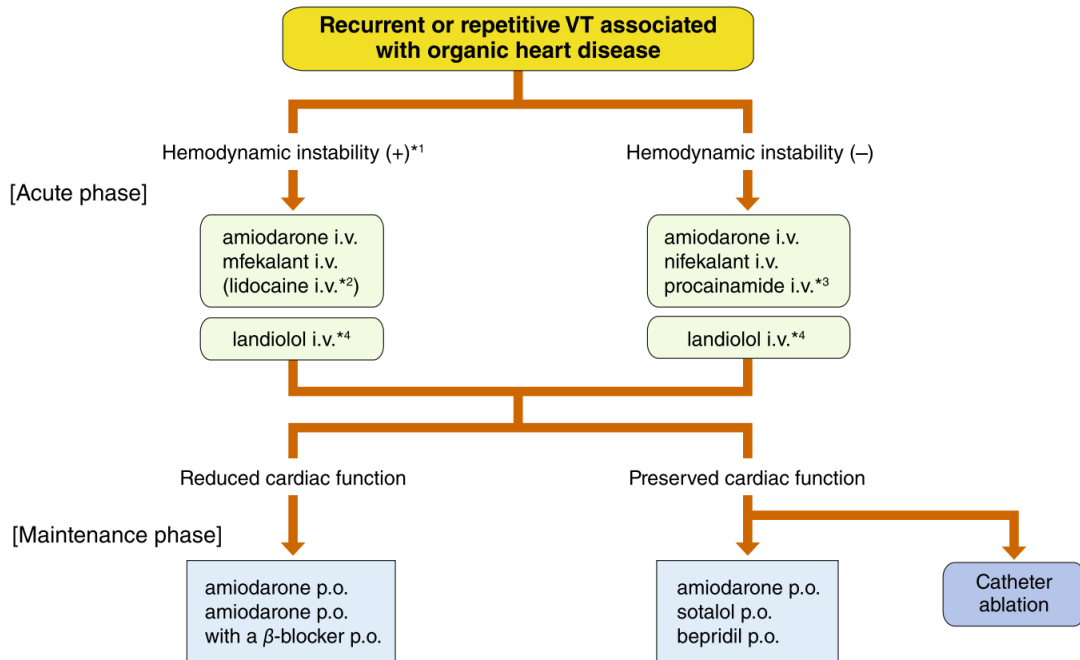 Recurrent or repetitive VT associated
with organic heart disease
Hemodynamic instability (+)*1
Hemodynamic instability (–)
[Acute phase]
amiodarone i.v.
mfekalant i.v.
(lidocaine i.v.*2)
amiodarone i.v.
nifekalant i.v.
procainamide i.v.*3
landiolol i.v.*4
landiolol i.v.*4
Reduced cardiac function
Preserved cardiac function
[Maintenance phase]
amiodarone p.o.
amiodarone p.o.
with a β-blocker p.o.
amiodarone p.o.
sotalol p.o.
bepridil p.o.
Catheter
ablation